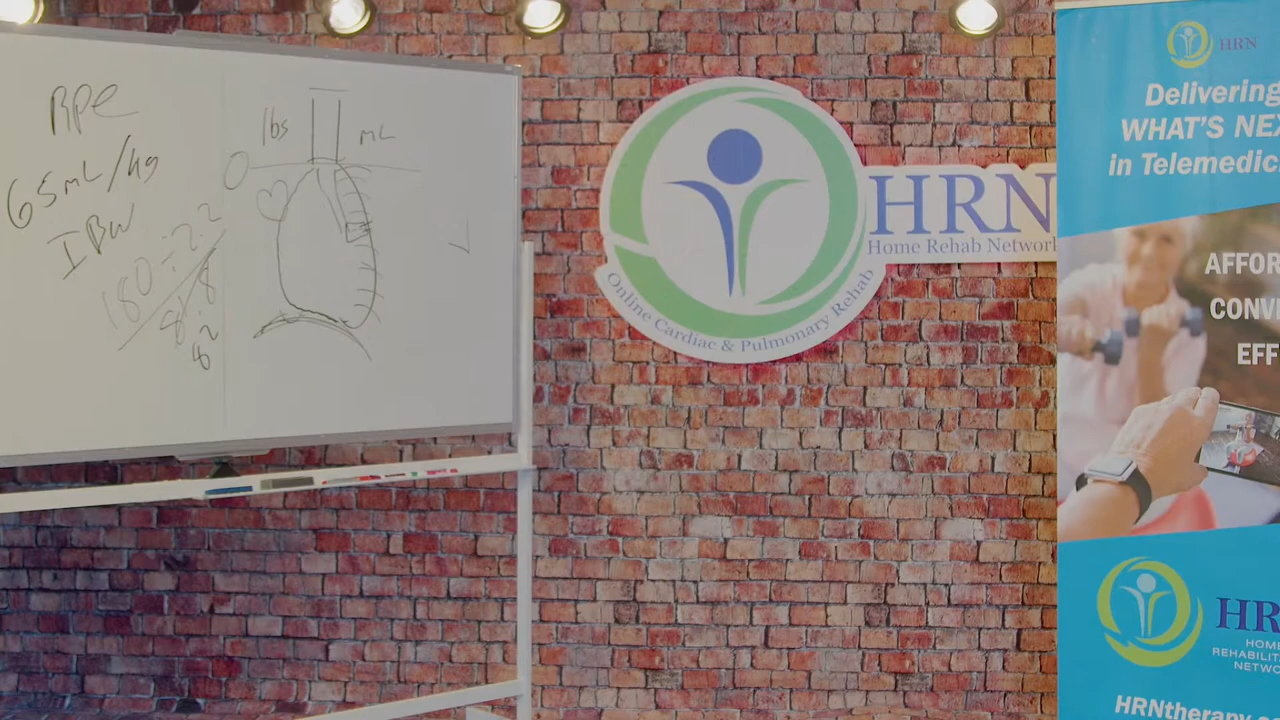 RPE
65mL/kg
IBW
180 ÷ 2.2
81.8
82
lbs
mL
HRN
Home Rehab Network
Online Cardiac & Pulmonary Rehab
HRN
Delivering
WHAT'S NEX
in Telemedic
AFFOR
CONV
EFF
HR
HOME
REHABILIT
NETWO
HRNtherapy